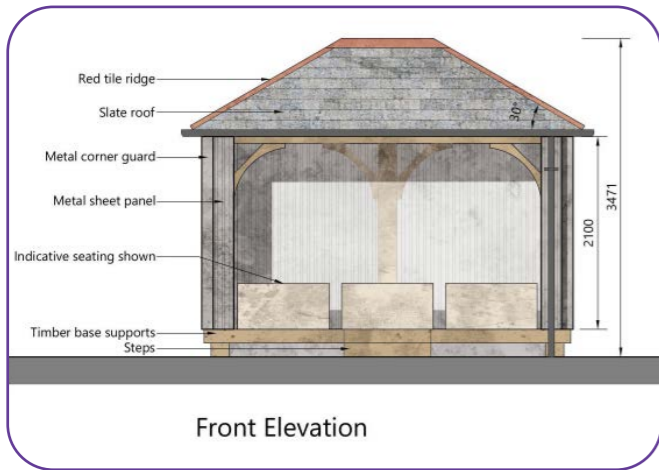 Red tile ridge
Slate roof
30°
Metal corner guard
Metal sheet panel
3471
2100
Indicative seating shown
Timber base supports
Steps
Front Elevation